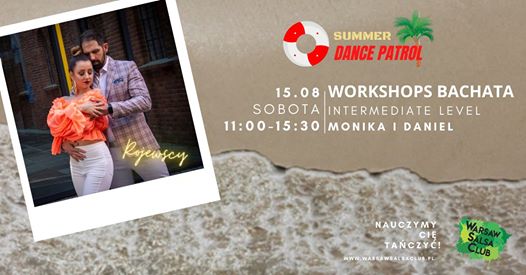 SUMMER
DANCE PATROL
15.08
SOBOTA
11:00-15:30
WORKSHOPS BACHATA
INTERMEDIATE LEVEL
MONIKA I DANIEL
Rojewscy
NAUCZYMY
CIĘ
TAŃCZYĆ!
WWW.WARSAWSALSACLUB.PL
WARSAW
SALSA
CLUB